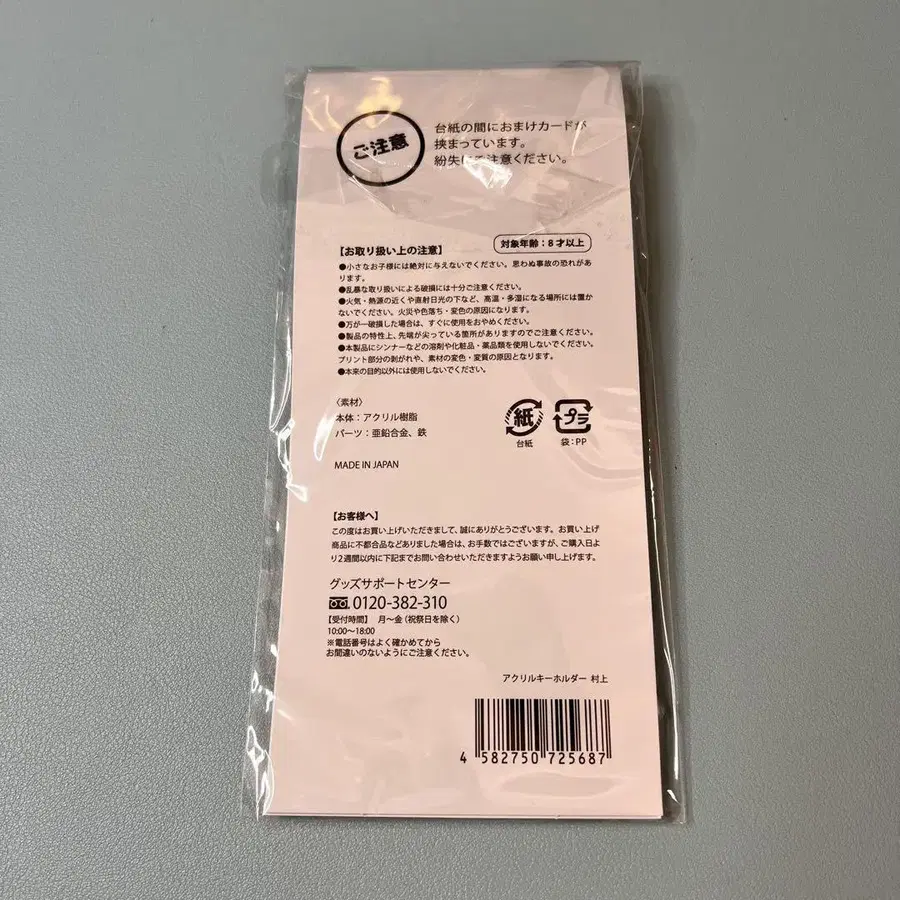 ご注意
台紙の間におまけカードが
挟まっています。
紛失にご注意ください。
【お取り扱い上の注意】
対象年齢：8才以上
●小さなお子様には絶対に与えないでください。思わぬ事故の恐れがあ
ります。
●乱暴な取り扱いによる破損には十分ご注意ください。
●火気・熱源の近くや直射日光の下など、高温・多湿になる場所には置か
ないでください。火災や色落ち・変色の原因になります。
●万が一破損した場合は、すぐに使用をおやめください。
●製品の特性上、先端が尖っている箇所がありますのでご注意ください。
●本製品にシンナーなどの溶剤や化粧品・薬品類を使用しないでください。
プリント部分の剥がれや、素材の変色・変質の原因となります。
●本来の目的以外には使用しないでください。
〈素材〉
本体：アクリル樹脂
パーツ：亜鉛合金、鉄
紙
台紙
プラ
袋：PP
MADE IN JAPAN
【お客様へ】
この度はお買い上げいただきまして、誠にありがとうございます。お買い上げ
商品に不都合品などありました場合は、お手数ではございますが、ご購入日よ
り2週間以内に下記までお問い合わせいただきますようお願い申し上げます。
グッズサポートセンター
0120-382-310
【受付時間】 月～金（祝祭日を除く）
10:00～18:00
※電話番号はよく確かめてから
お間違いのないようにご注意ください。
アクリルキーホルダー 村上
4 582750 725687